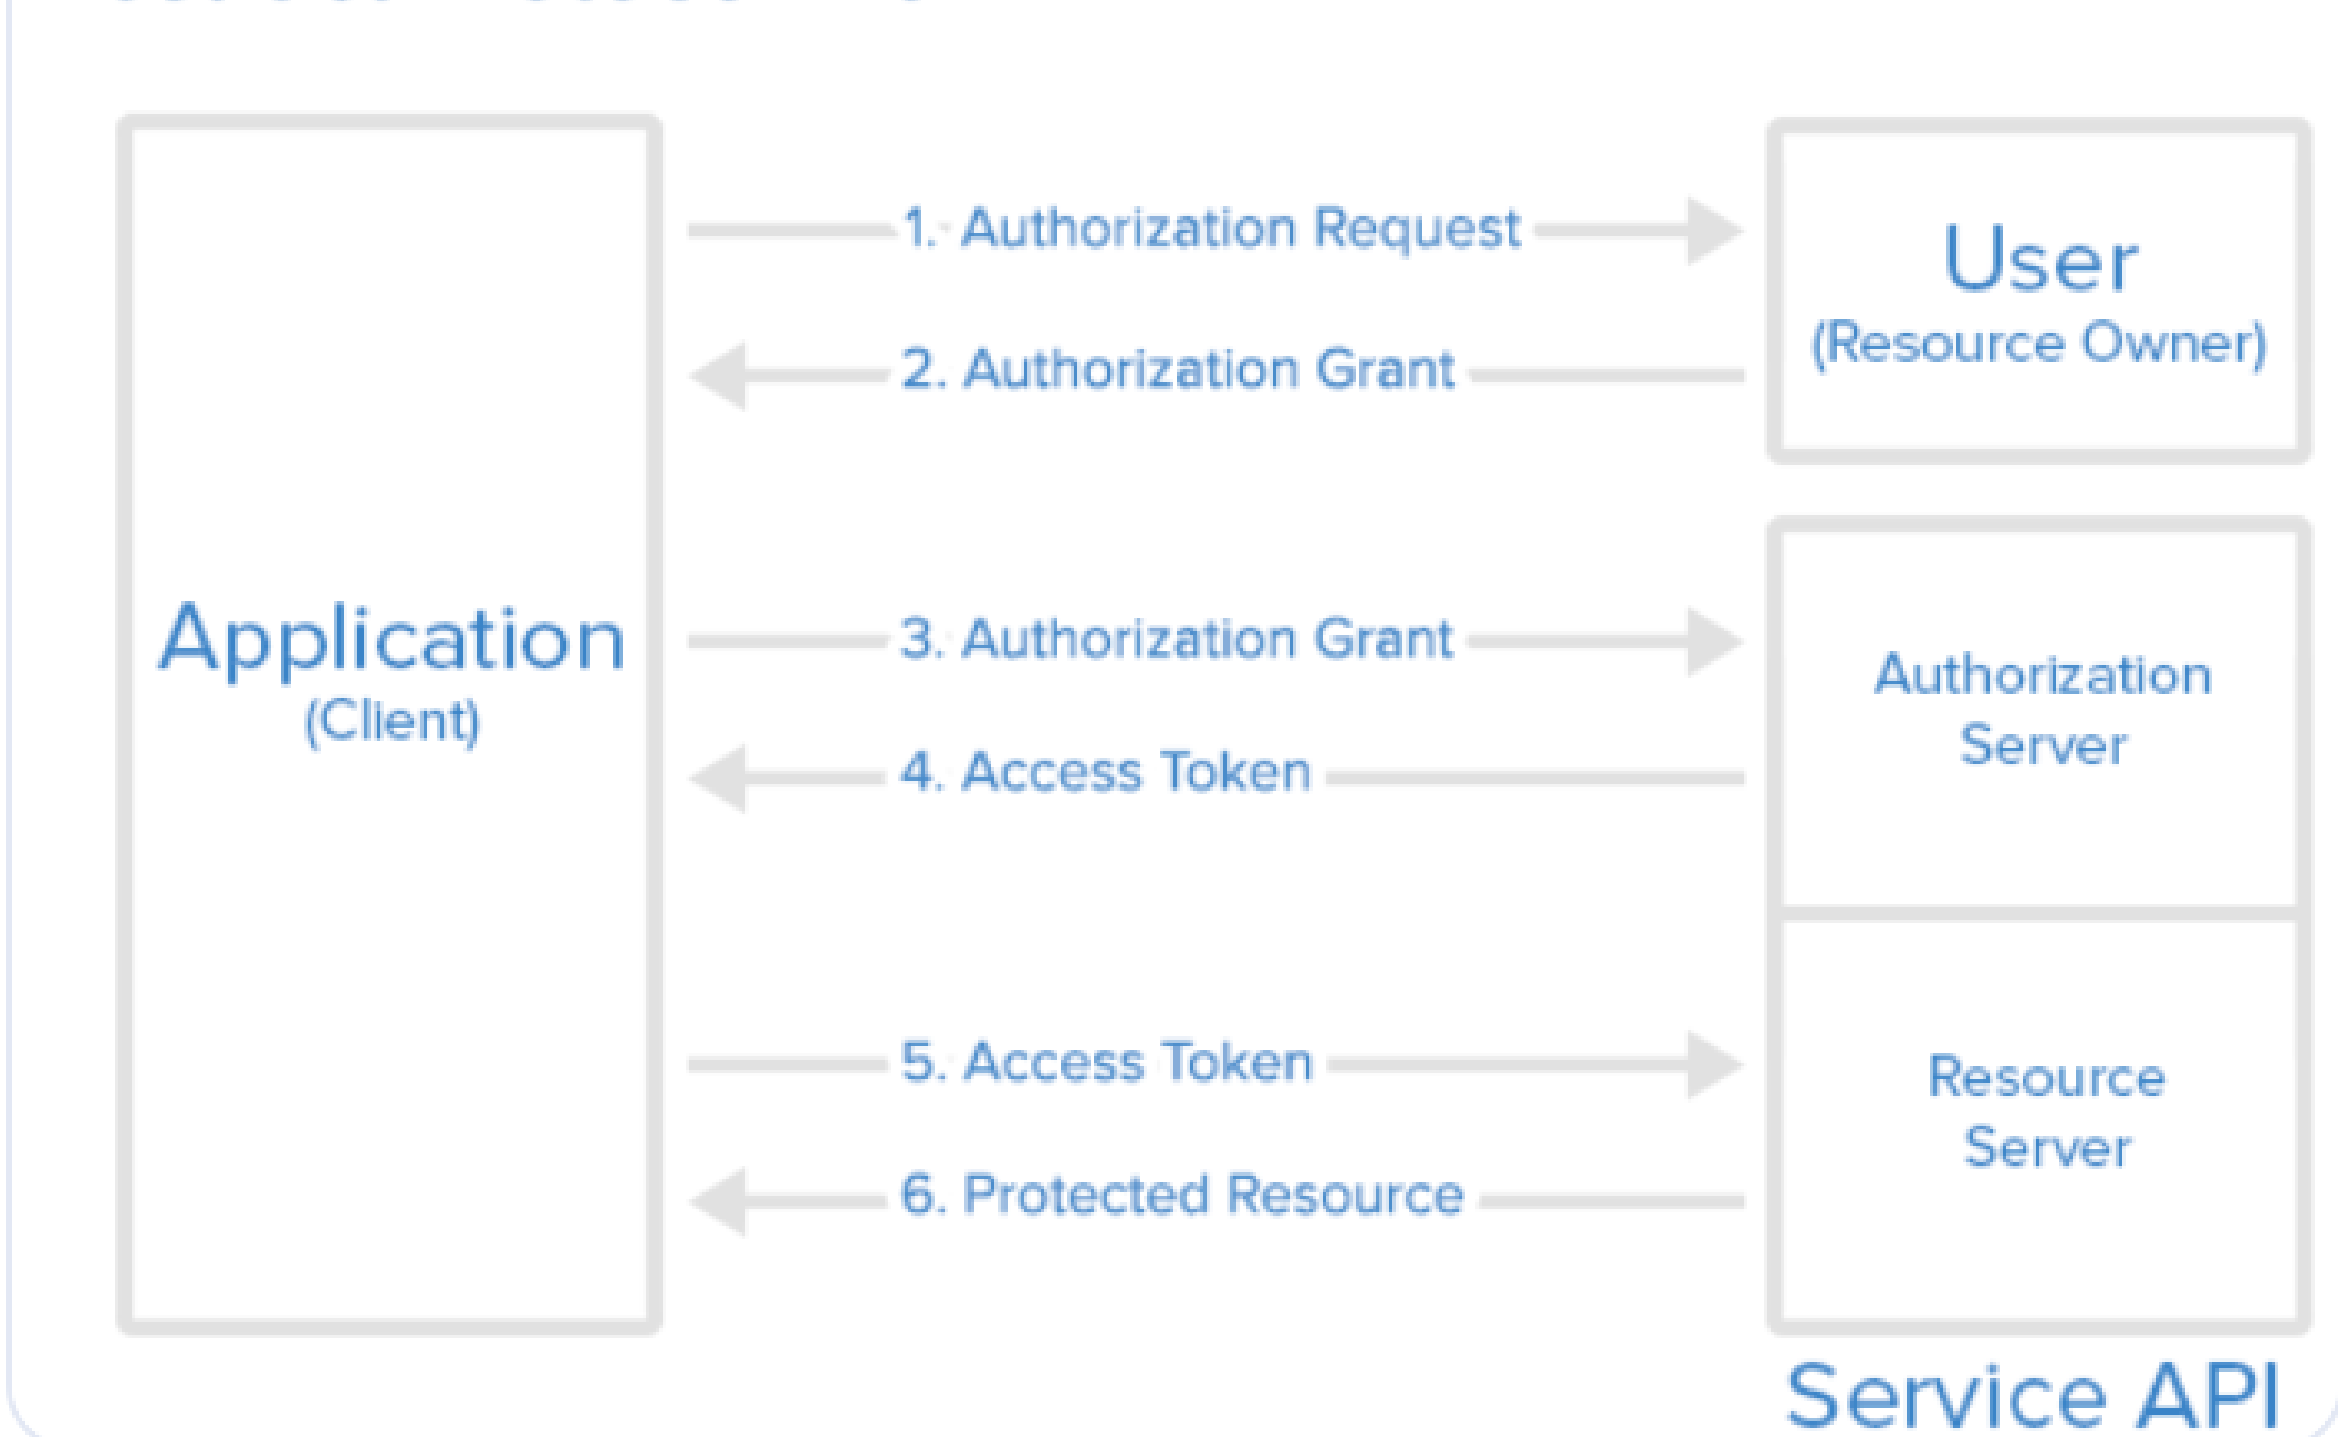 1. Authorization Request
User
(Resource Owner)
2. Authorization Grant
Application
(Client)
3. Authorization Grant
Authorization
Server
4. Access Token
5. Access Token
Resource
Server
6. Protected Resource
Service API